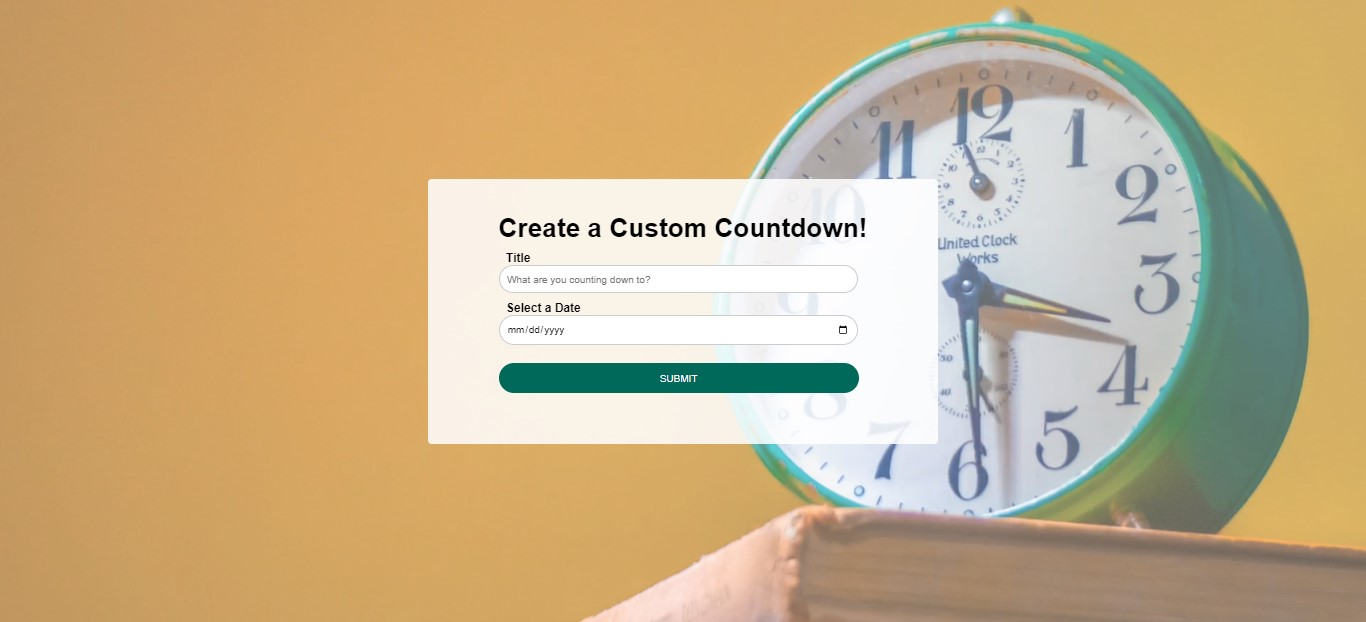 Create a Custom Countdown!
Title
What are you counting down to?
Select a Date
mm/dd/yyyy
SUBMIT
12
11
1
10
2
United Clock
Works
3
9
4
8
5
7
6